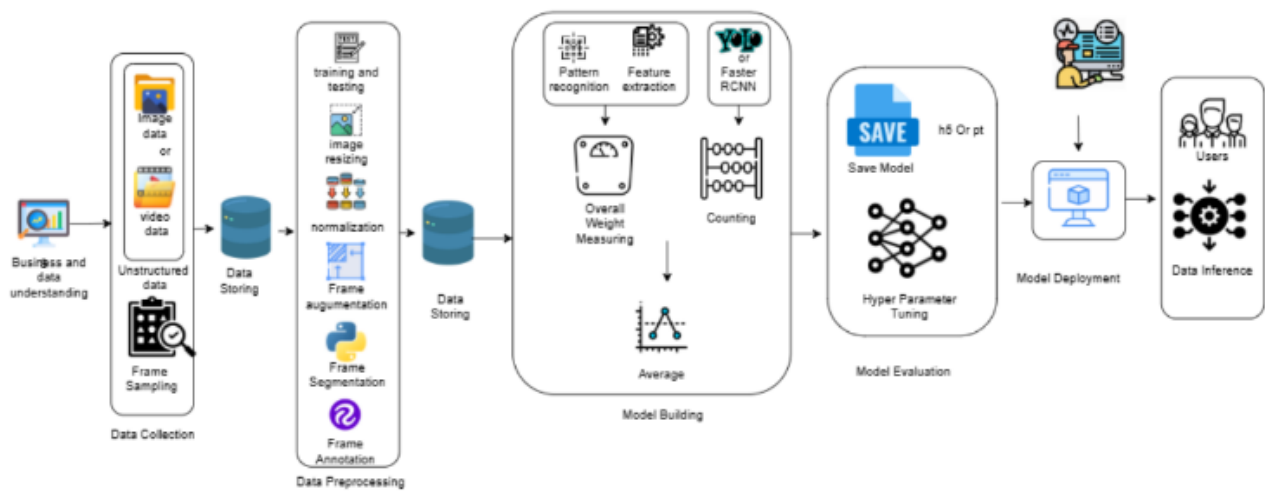 Business and
data
understanding
Image
data
or
video
data
Unstructured
data
Frame
Sampling
Data Collection
Data
Storing
TEST
training and
testing
image
resizing
normalization
Frame
augumentation
Frame
Segmentation
Frame
Annotation
Data Preprocessing
Data
Storing
Pattern
recognition
Feature
extraction
YOLO
or
Faster
RCNN
Overall
Weight
Measuring
Counting
Average
Model Building
SAVE
h5 Or pt
Save Model
Hyper Parameter
Tuning
Model Evaluation
Model Deployment
Users
Data Inference